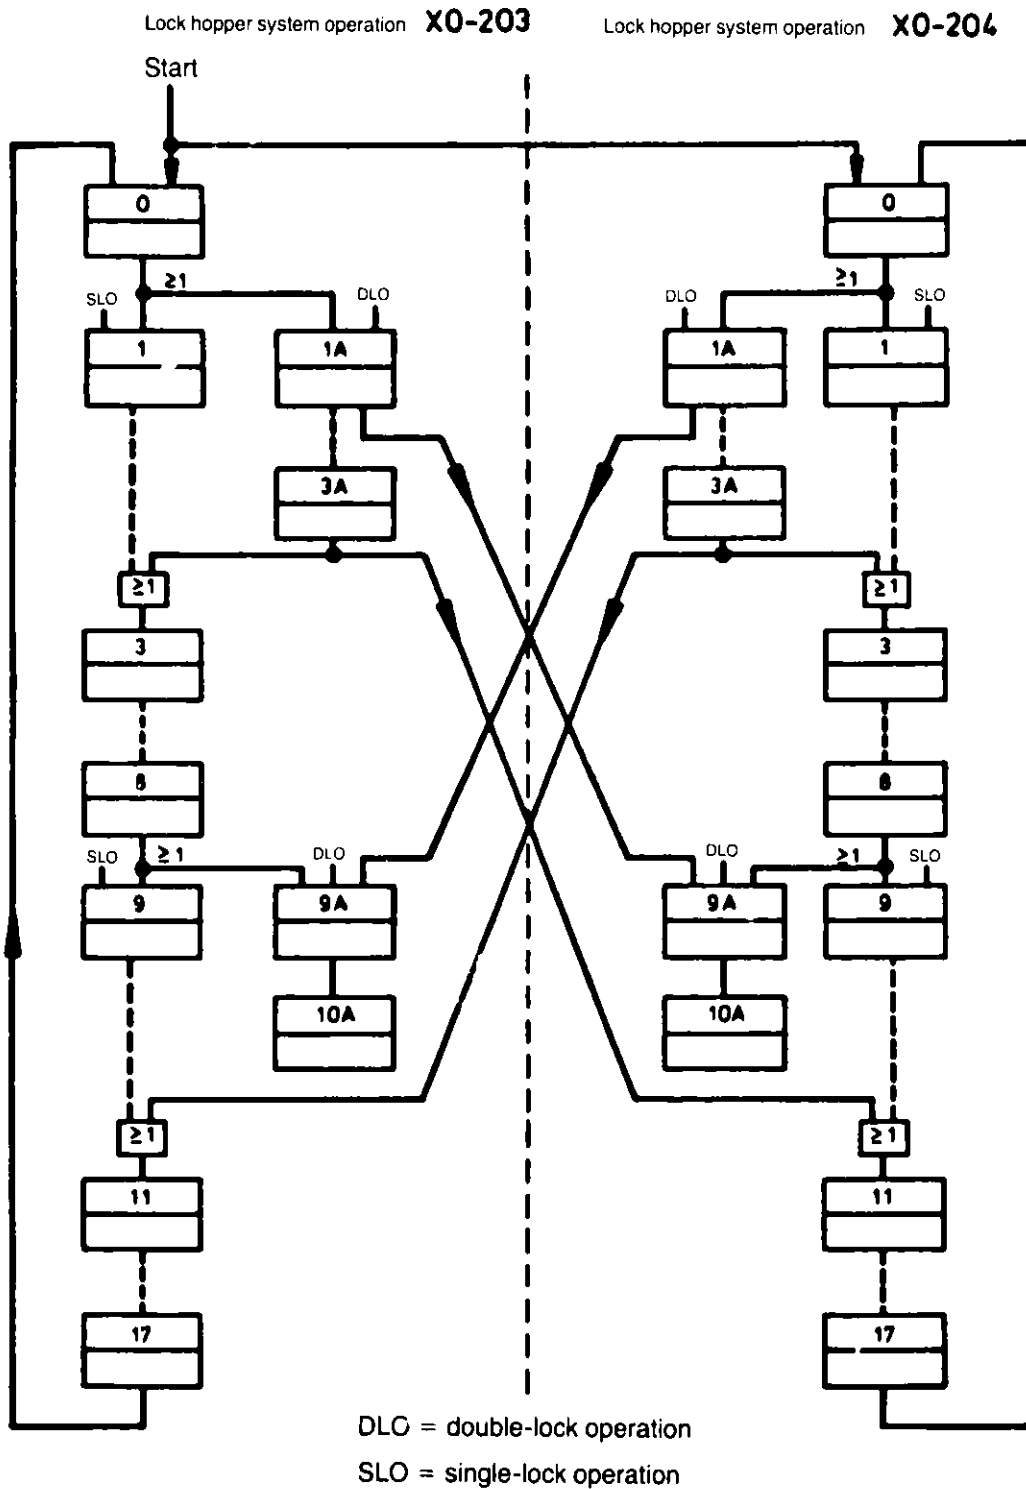 Lock hopper system operation XO-203 Lock hopper system operation XO-204
Start
0 0
≥1 ≥1
SLO DLO DLO SLO
1 1A 1A 1
3A 3A
≥1 ≥1
3 3
8 8
≥1 ≥1
SLO DLO DLO SLO
9 9A 9A 9
10A 10A
≥1 ≥1
11 11
17 17
DLO = double-lock operation
SLO = single-lock operation